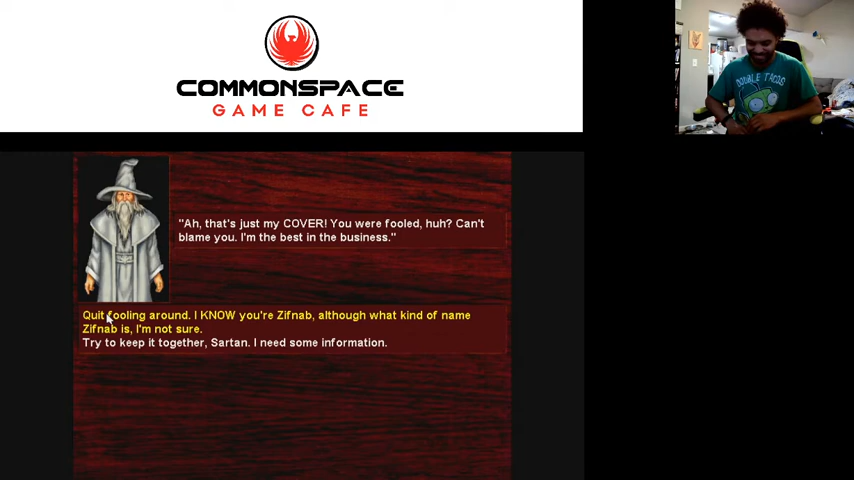 COMMONSPACE
GAME CAFE
DOUBLE TACOS
"Ah, that's just my COVER! You were fooled, huh? Can't
blame you. I'm the best in the business."
Quit fooling around. I KNOW you're Zifnab, although what kind of name
Zifnab is, I'm not sure.
Try to keep it together, Sartan. I need some information.